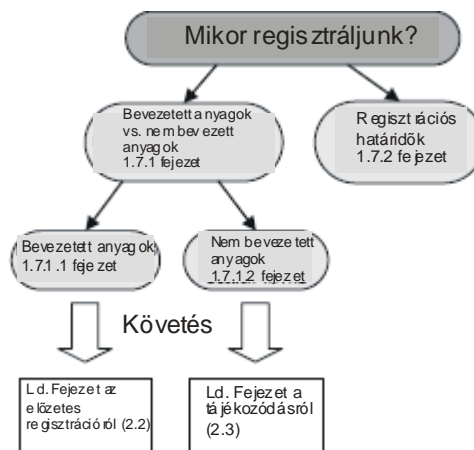 Mikor regisztráljunk?
Bevezetett anyagok
vs. nem bevezett
anyagok
1.7.1 fejezet
Regisztrációs
határidők
1.7.2 fejezet
Bevezetett anyagok
1.7.1.1 fejezet
Nem bevezetett
anyagok
1.7.1.2 fejezet
Követés
Ld. Fejezet az
előzetes
regisztrációról (2.2)
Ld. Fejezet a
tájékozódásról
(2.3)